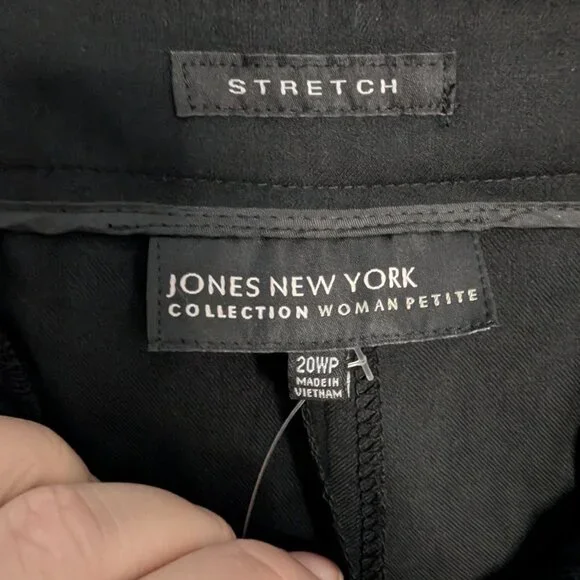 STRETCH
JONES NEW YORK
COLLECTION WOMAN PETITE
20WP
MADE IN
VIETNAM